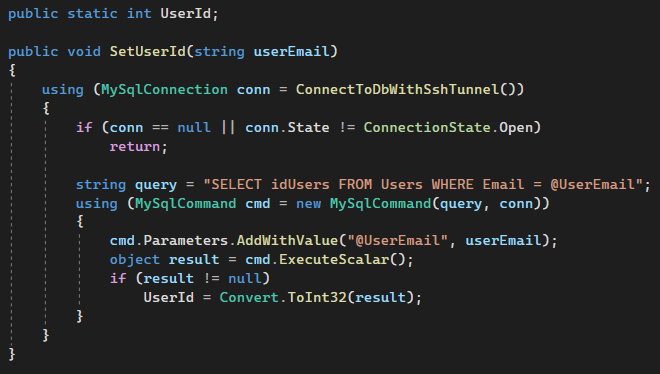 public static int UserId;
public void SetUserId(string userEmail)
{
using (MySqlConnection conn = ConnectToDbWithSshTunnel())
{
if (conn == null || conn.State != ConnectionState.Open)
return;
string query = "SELECT idUsers FROM Users WHERE Email = @UserEmail";
using (MySqlCommand cmd = new MySqlCommand(query, conn))
{
cmd.Parameters.AddWithValue("@UserEmail", userEmail);
object result = cmd.ExecuteScalar();
if (result != null)
UserId = Convert.ToInt32(result);
}
}
}